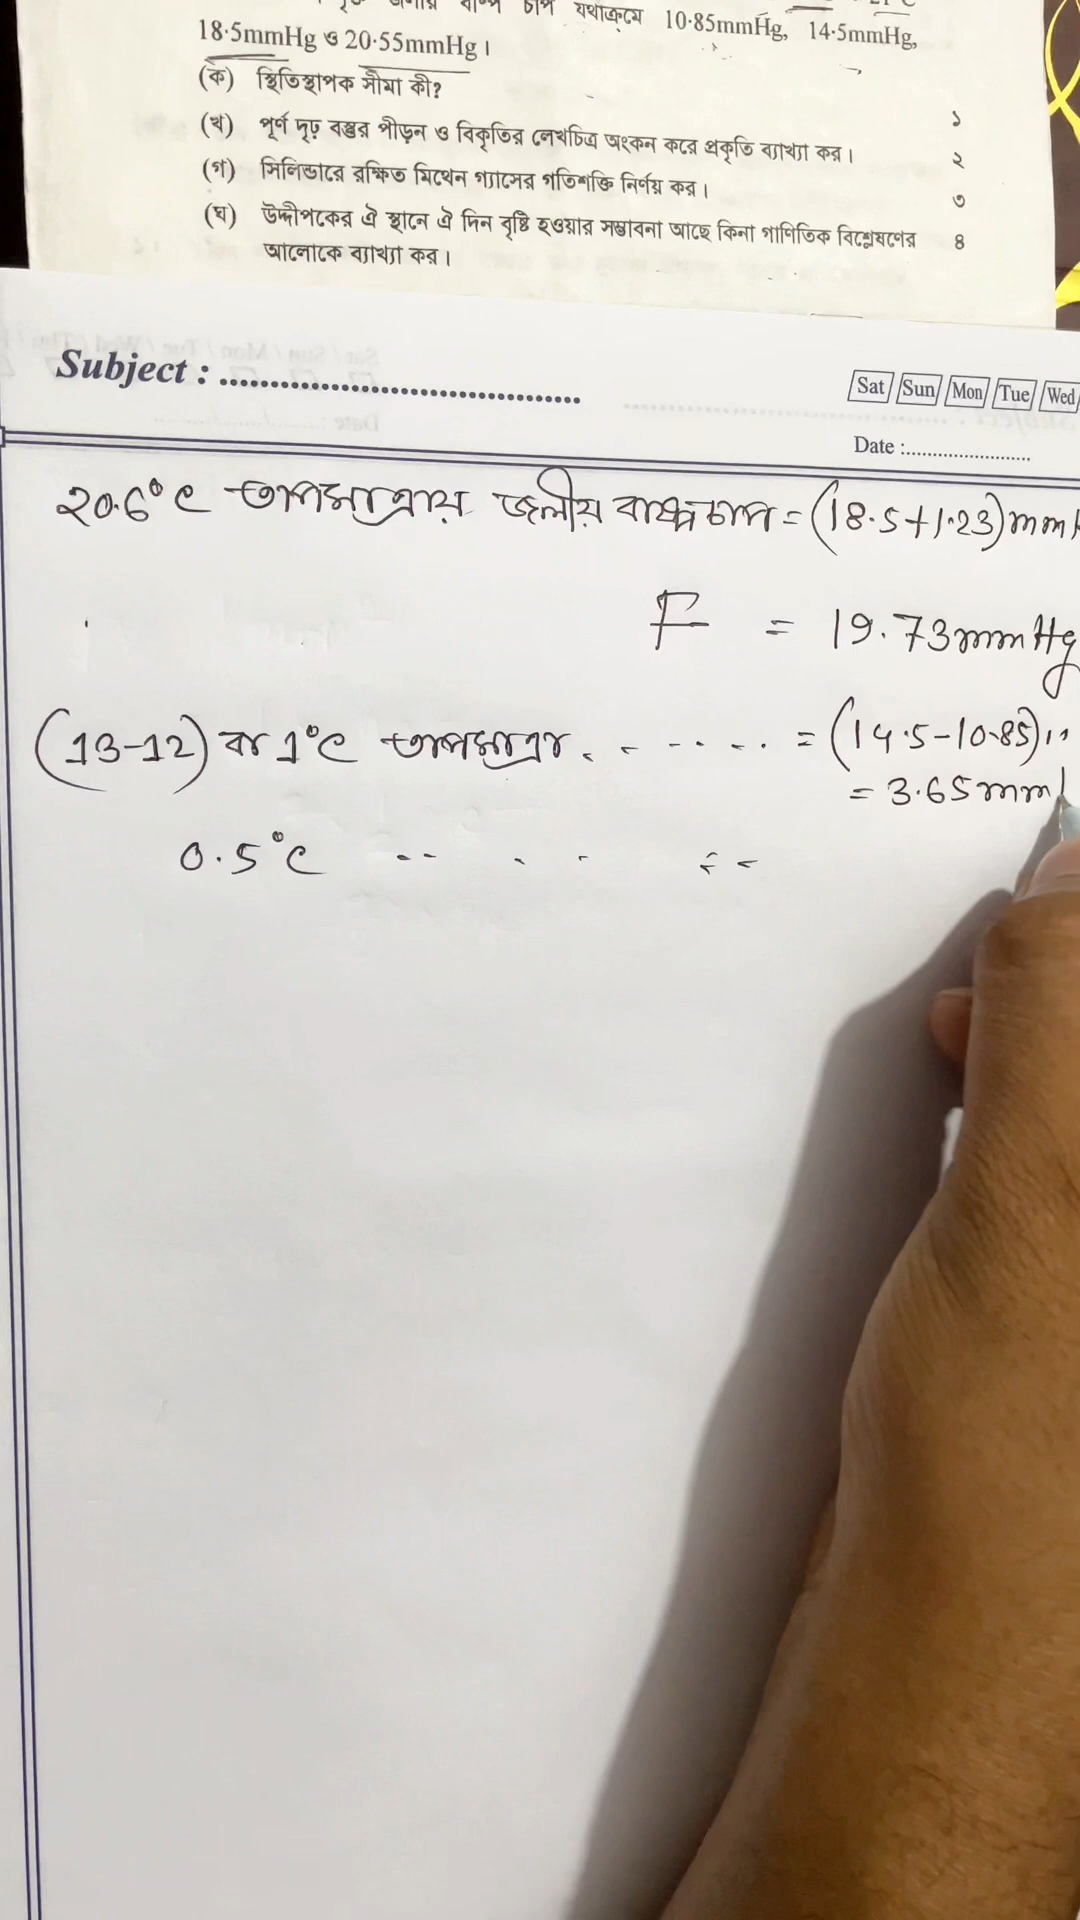 বাষ্প চাপ যথাক্রমে 10·85mmHg, 14·5mmHg,
18·5mmHg ও 20·55mmHg।
(ক) স্থিতিস্থাপক সীমা কী? ১
(খ) পূর্ণ দৃঢ় বস্তুর পীড়ন ও বিকৃতির লেখচিত্র অংকন করে প্রকৃতি ব্যাখ্যা কর। ২
(গ) সিলিন্ডারে রক্ষিত মিথেন গ্যাসের গতিশক্তি নির্ণয় কর। ৩
(ঘ) উদ্দীপকের ঐ স্থানে ঐ দিন বৃষ্টি হওয়ার সম্ভাবনা আছে কিনা গাণিতিক বিশ্লেষণের ৪
আলোকে ব্যাখ্যা কর।
Subject : ....................................
Sat Sun Mon Tue Wed
Date :.......................
20.6°C তাপমাত্রায় জলীয় বাষ্পচাপ = (18.5+1.23)mm
F = 19.73mmHg
(13-12) বা 1°C তাপমাত্রার . - - - - . . = (14.5-10.85)''
= 3.65mm
0.5°C